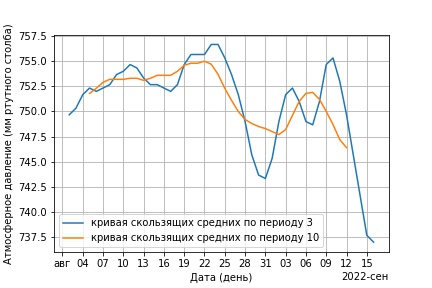 757.5
755.0
752.5
750.0
747.5
745.0
742.5
740.0
737.5
Атмосферное давление (мм ртутного столба)
кривая скользящих средних по периоду 3
кривая скользящих средних по периоду 10
авг 04 07 10 13 16 19 22 25 28 31 03 06 09 12 15
Дата (день)
2022-сен